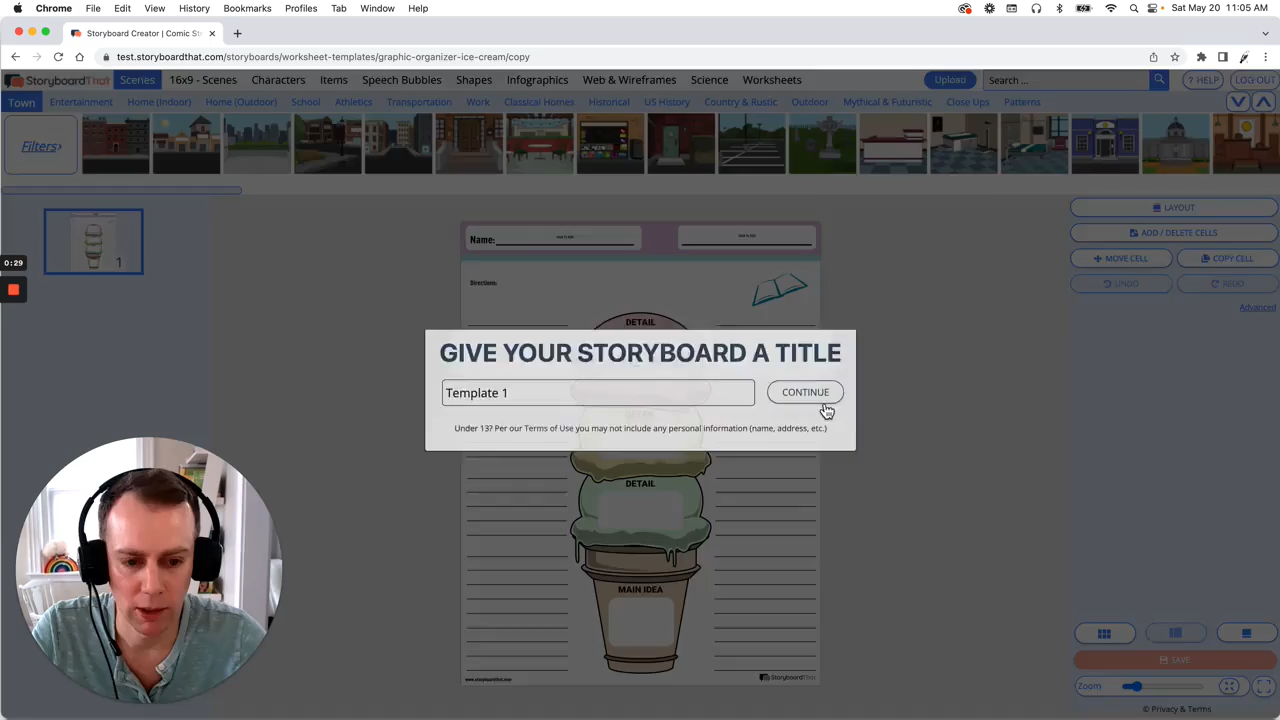 Chrome File Edit View History Bookmarks Profiles Tab Window Help
Sat May 20 11:05 AM
Storyboard Creator | Comic St
test.storyboardthat.com/storyboards/worksheet-templates/graphic-organizer-ice-cream/copy
StoryboardThat Scenes 16x9 - Scenes Characters Items Speech Bubbles Shapes Infographics Web & Wireframes Science Worksheets Upload Search ... ? HELP LOG OUT
Town Entertainment Home (Indoor) Home (Outdoor) School Athletics Transportation Work Classical Homes Historical US History Country & Rustic Outdoor Mythical & Futuristic Close Ups Patterns
Filters›
LAYOUT
ADD / DELETE CELLS
MOVE CELL COPY CELL
UNDO REDO
Advanced
1
0:29
Name:
Directions:
DETAIL
GIVE YOUR STORYBOARD A TITLE
Template 1 CONTINUE
Under 13? Per our Terms of Use you may not include any personal information (name, address, etc.)
DETAIL
MAIN IDEA
www.storyboardthat.com StoryboardThat
SAVE
Zoom
© Privacy & Terms